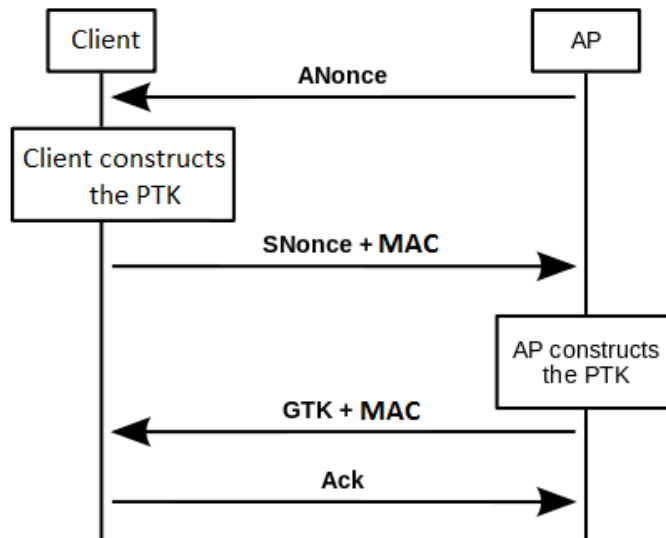 Client
AP
ANonce
Client constructs
the PTK
SNonce + MAC
AP constructs
the PTK
GTK + MAC
Ack